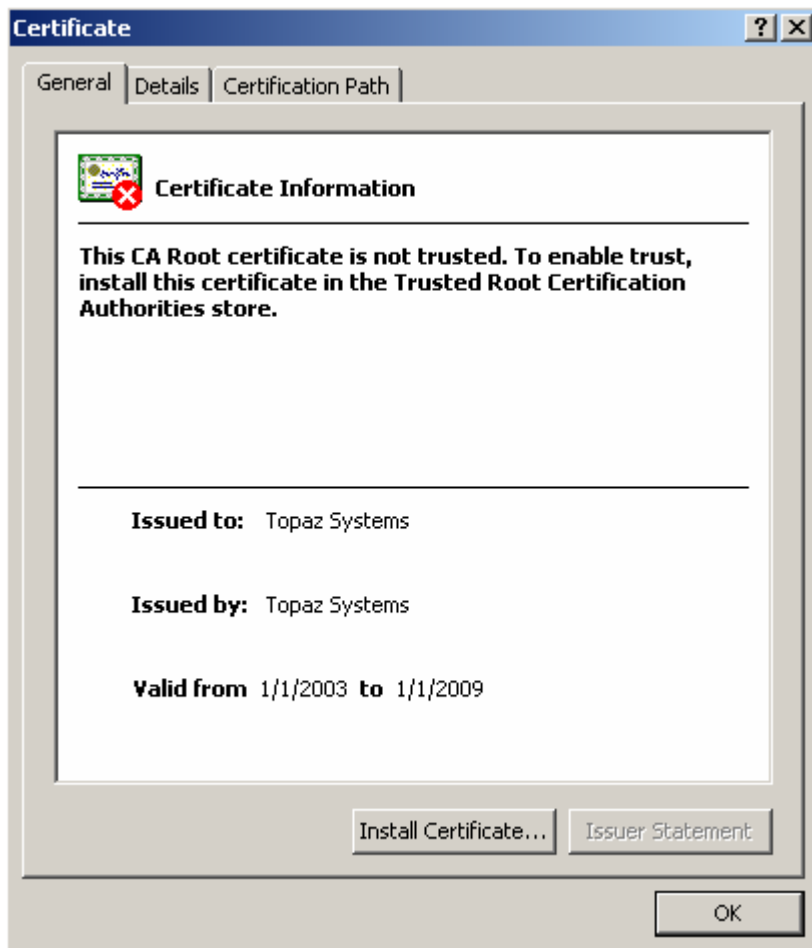 Certificate
General Details Certification Path
Certificate Information
This CA Root certificate is not trusted. To enable trust,
install this certificate in the Trusted Root Certification
Authorities store.
Issued to: Topaz Systems
Issued by: Topaz Systems
Valid from 1/1/2003 to 1/1/2009
Install Certificate... Issuer Statement
OK